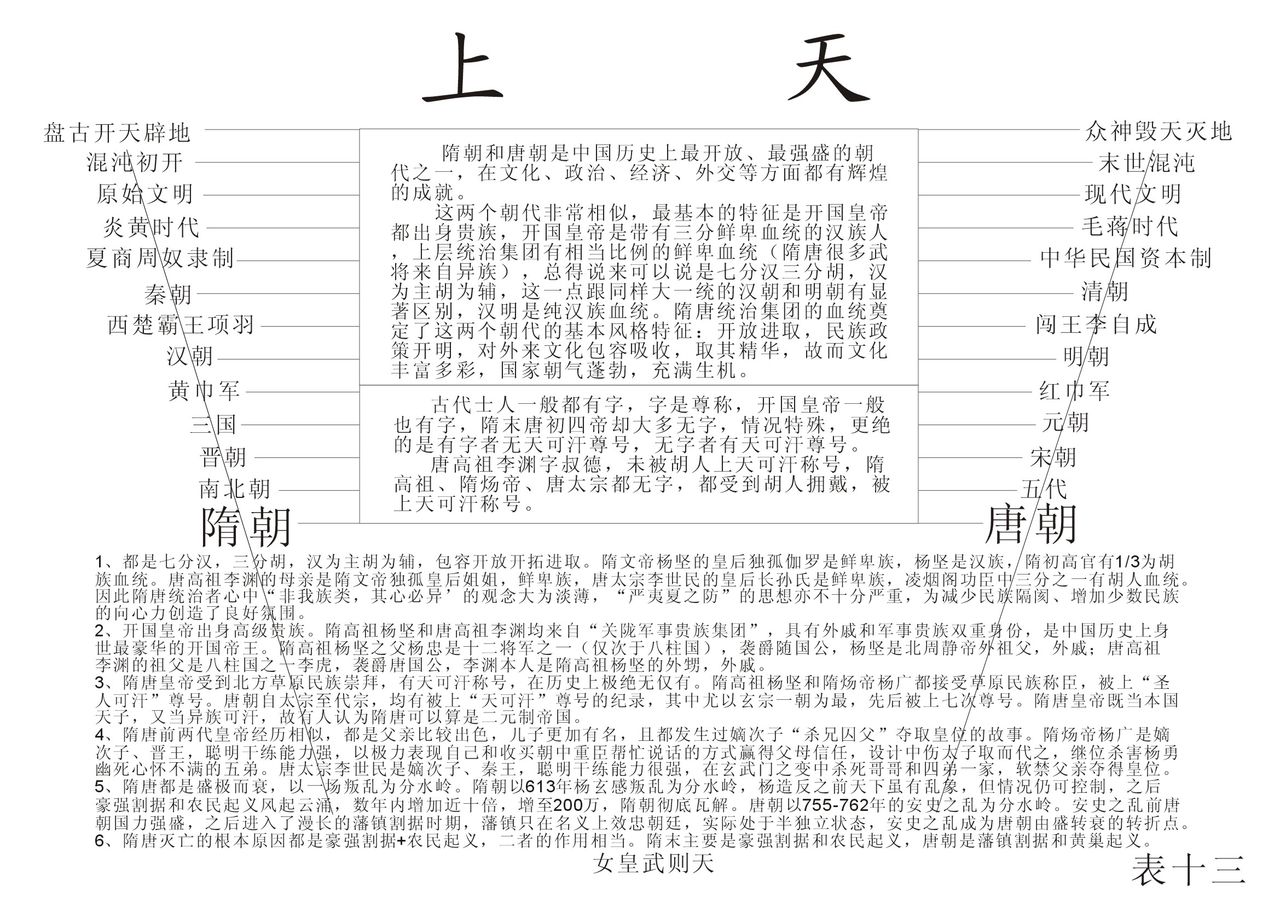 上 天
盘古开天辟地
混沌初开
原始文明
炎黄时代
夏商周奴隶制
秦朝
西楚霸王项羽
汉朝
黄巾军
三国
晋朝
南北朝
隋朝
隋朝和唐朝是中国历史上最开放、最强盛的朝
代之一，在文化、政治、经济、外交等方面都有辉煌
的成就。
这两个朝代非常相似，最基本的特征是开国皇帝
都出身贵族，开国皇帝是带有三分鲜卑血统的汉族人
，上层统治集团有相当比例的鲜卑血统（隋唐很多武
将来自异族），总得说来可以说是七分汉三分胡，汉
为主胡为辅，这一点跟同样大一统的汉朝和明朝有显
著区别，汉明是纯汉族血统。隋唐统治集团的血统奠
定了这两个朝代的基本风格特征：开放进取，民族政
策开明，对外来文化包容吸收，取其精华，故而文化
丰富多彩，国家朝气蓬勃，充满生机。
古代士人一般都有字，字是尊称，开国皇帝一般
也有字，隋末唐初四帝却大多无字，情况特殊，更绝
的是有字者无天可汗尊号，无字者有天可汗尊号。
唐高祖李渊字叔德，未被胡人上天可汗称号，隋
高祖、隋炀帝、唐太宗都无字，都受到胡人拥戴，被
上天可汗称号。
众神毁天灭地
末世混沌
现代文明
毛蒋时代
中华民国资本制
清朝
闯王李自成
明朝
红巾军
元朝
宋朝
五代
唐朝
1、都是七分汉，三分胡，汉为主胡为辅，包容开放开拓进取。隋文帝杨坚的皇后独孤伽罗是鲜卑族，杨坚是汉族，隋初高官有1/3为胡
族血统。唐高祖李渊的母亲是隋文帝独孤皇后姐姐，鲜卑族，唐太宗李世民的皇后长孙氏是鲜卑族，凌烟阁功臣中三分之一有胡人血统。
因此隋唐统治者心中“非我族类，其心必异’的观念大为淡薄，“严夷夏之防”的思想亦不十分严重，为减少民族隔阂、增加少数民族
的向心力创造了良好氛围。
2、开国皇帝出身高级贵族。隋高祖杨坚和唐高祖李渊均来自“关陇军事贵族集团”，具有外戚和军事贵族双重身份，是中国历史上身
世最豪华的开国帝王。隋高祖杨坚之父杨忠是十二将军之一（仅次于八柱国），袭爵随国公，杨坚是北周静帝外祖父，外戚；唐高祖
李渊的祖父是八柱国之一李虎，袭爵唐国公，李渊本人是隋高祖杨坚的外甥，外戚。
3、隋唐皇帝受到北方草原民族崇拜，有天可汗称号，在历史上极绝无仅有。隋高祖杨坚和隋炀帝杨广都接受草原民族称臣，被上“圣
人可汗”尊号。唐朝自太宗至代宗，均有被上“天可汗”尊号的纪录，其中尤以玄宗一朝为最，先后被上七次尊号。隋唐皇帝既当本国
天子，又当异族可汗，故有人认为隋唐可以算是二元制帝国。
4、隋唐前两代皇帝经历相似，都是父亲比较出色，儿子更加有名，且都发生过嫡次子“杀兄囚父”夺取皇位的故事。隋炀帝杨广是嫡
次子、晋王，聪明干练能力强，以极力表现自己和收买朝中重臣帮忙说话的方式赢得父母信任，设计中伤太子取而代之，继位杀害杨勇
幽死心怀不满的五弟。唐太宗李世民是嫡次子、秦王，聪明干练能力很强，在玄武门之变中杀死哥哥和四弟一家，软禁父亲夺得皇位。
5、隋唐都是盛极而衰，以一场叛乱为分水岭。隋朝以613年杨玄感叛乱为分水岭，杨造反之前天下虽有乱象，但情况仍可控制，之后
豪强割据和农民起义风起云涌，数年内增加近十倍，增至200万，隋朝彻底瓦解。唐朝以755-762年的安史之乱为分水岭。安史之乱前唐
朝国力强盛，之后进入了漫长的藩镇割据时期，藩镇只在名义上效忠朝廷，实际处于半独立状态，安史之乱成为唐朝由盛转衰的转折点。
6、隋唐灭亡的根本原因都是豪强割据+农民起义，二者的作用相当。隋末主要是豪强割据和农民起义，唐朝是藩镇割据和黄巢起义。
女皇武则天
表十三